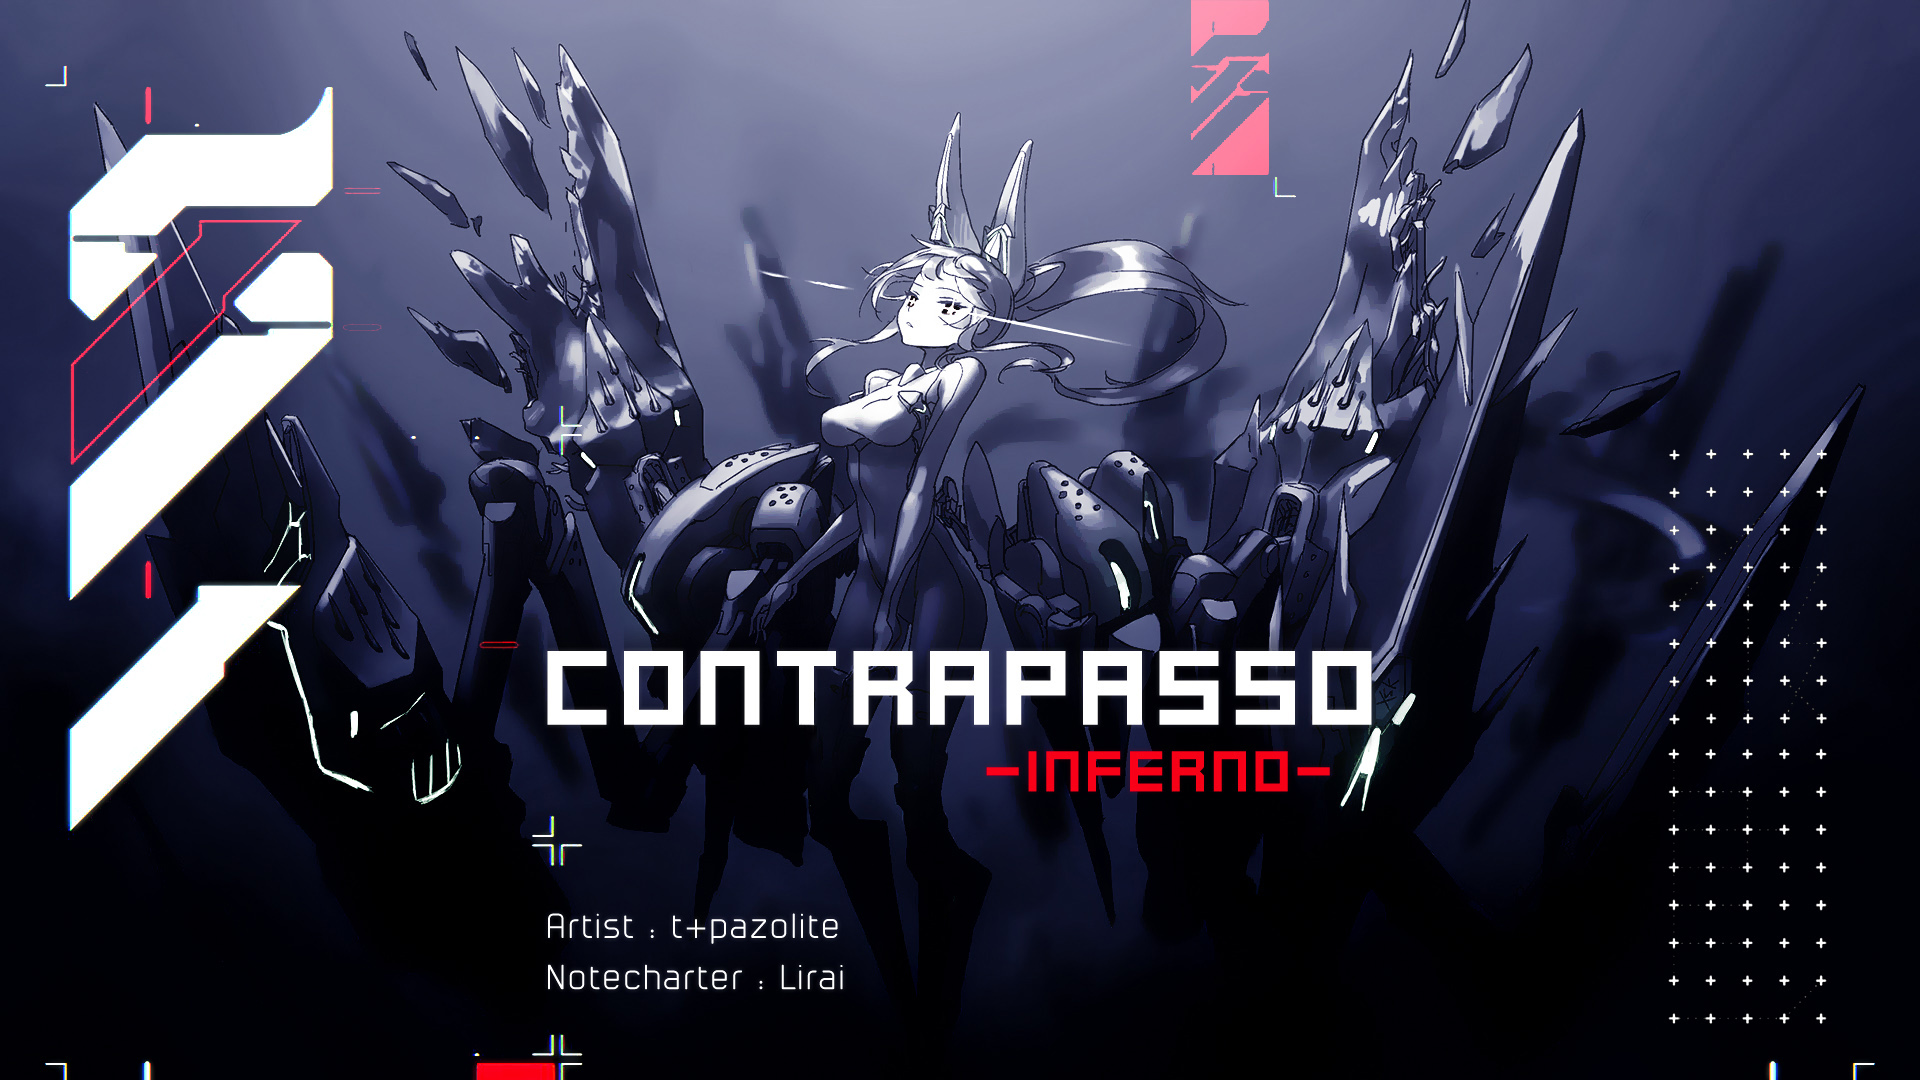 CONTRAPASSO
-INFERNO-
Artist : t+pazolite
Notecharter : Lirai